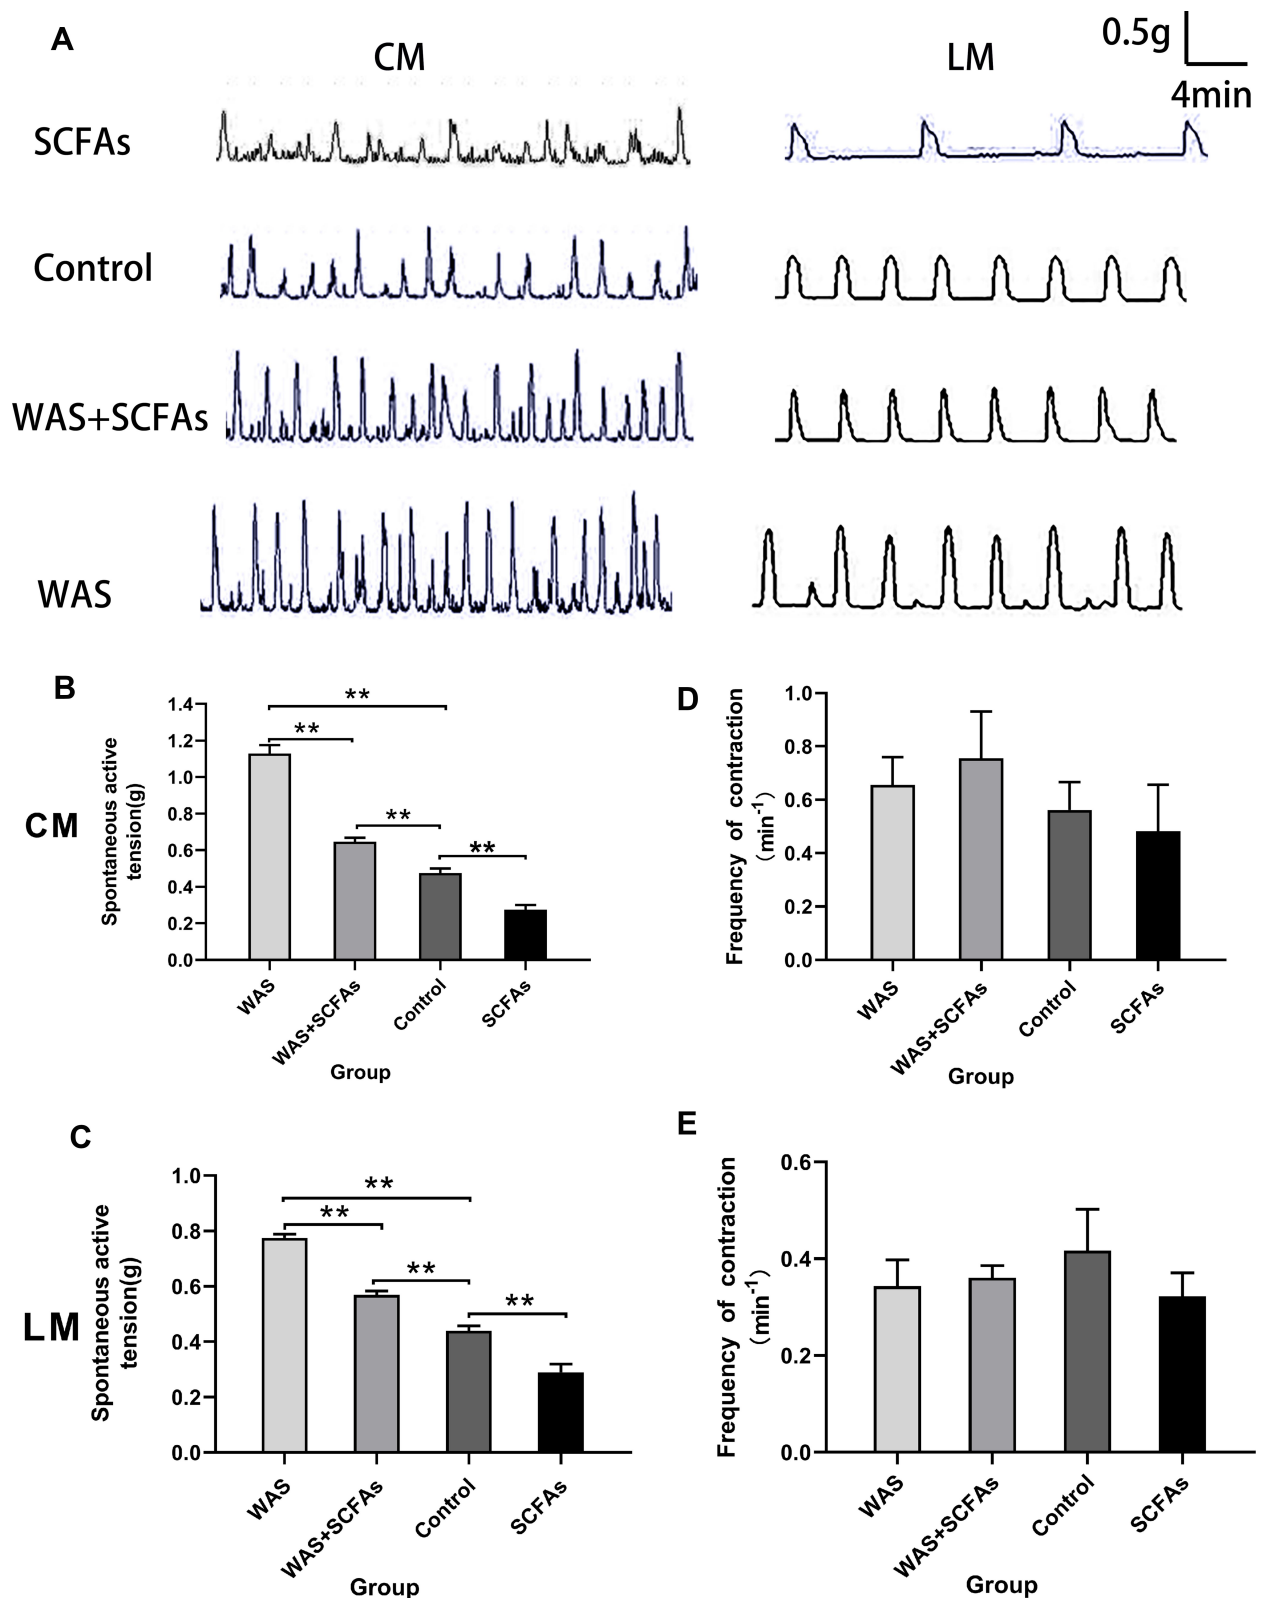 A
CM
LM
0.5g
4min
SCFAs
Control
WAS+SCFAs
WAS
B
CM
Spontaneous active
tension(g)
1.4
1.2
1.0
0.8
0.6
0.4
0.2
0.0
**
**
**
**
WAS
WAS+SCFAs
Control
SCFAs
Group
D
Frequency of contraction
(min-1)
1.0
0.8
0.6
0.4
0.2
0.0
WAS
WAS+SCFAs
Control
SCFAs
Group
C
LM
Spontaneous active
tension(g)
1.0
0.8
0.6
0.4
0.2
0.0
**
**
**
**
WAS
WAS+SCFAs
Control
SCFAs
Group
E
Frequency of contraction
(min-1)
0.6
0.4
0.2
0.0
WAS
WAS+SCFAs
Control
SCFAs
Group